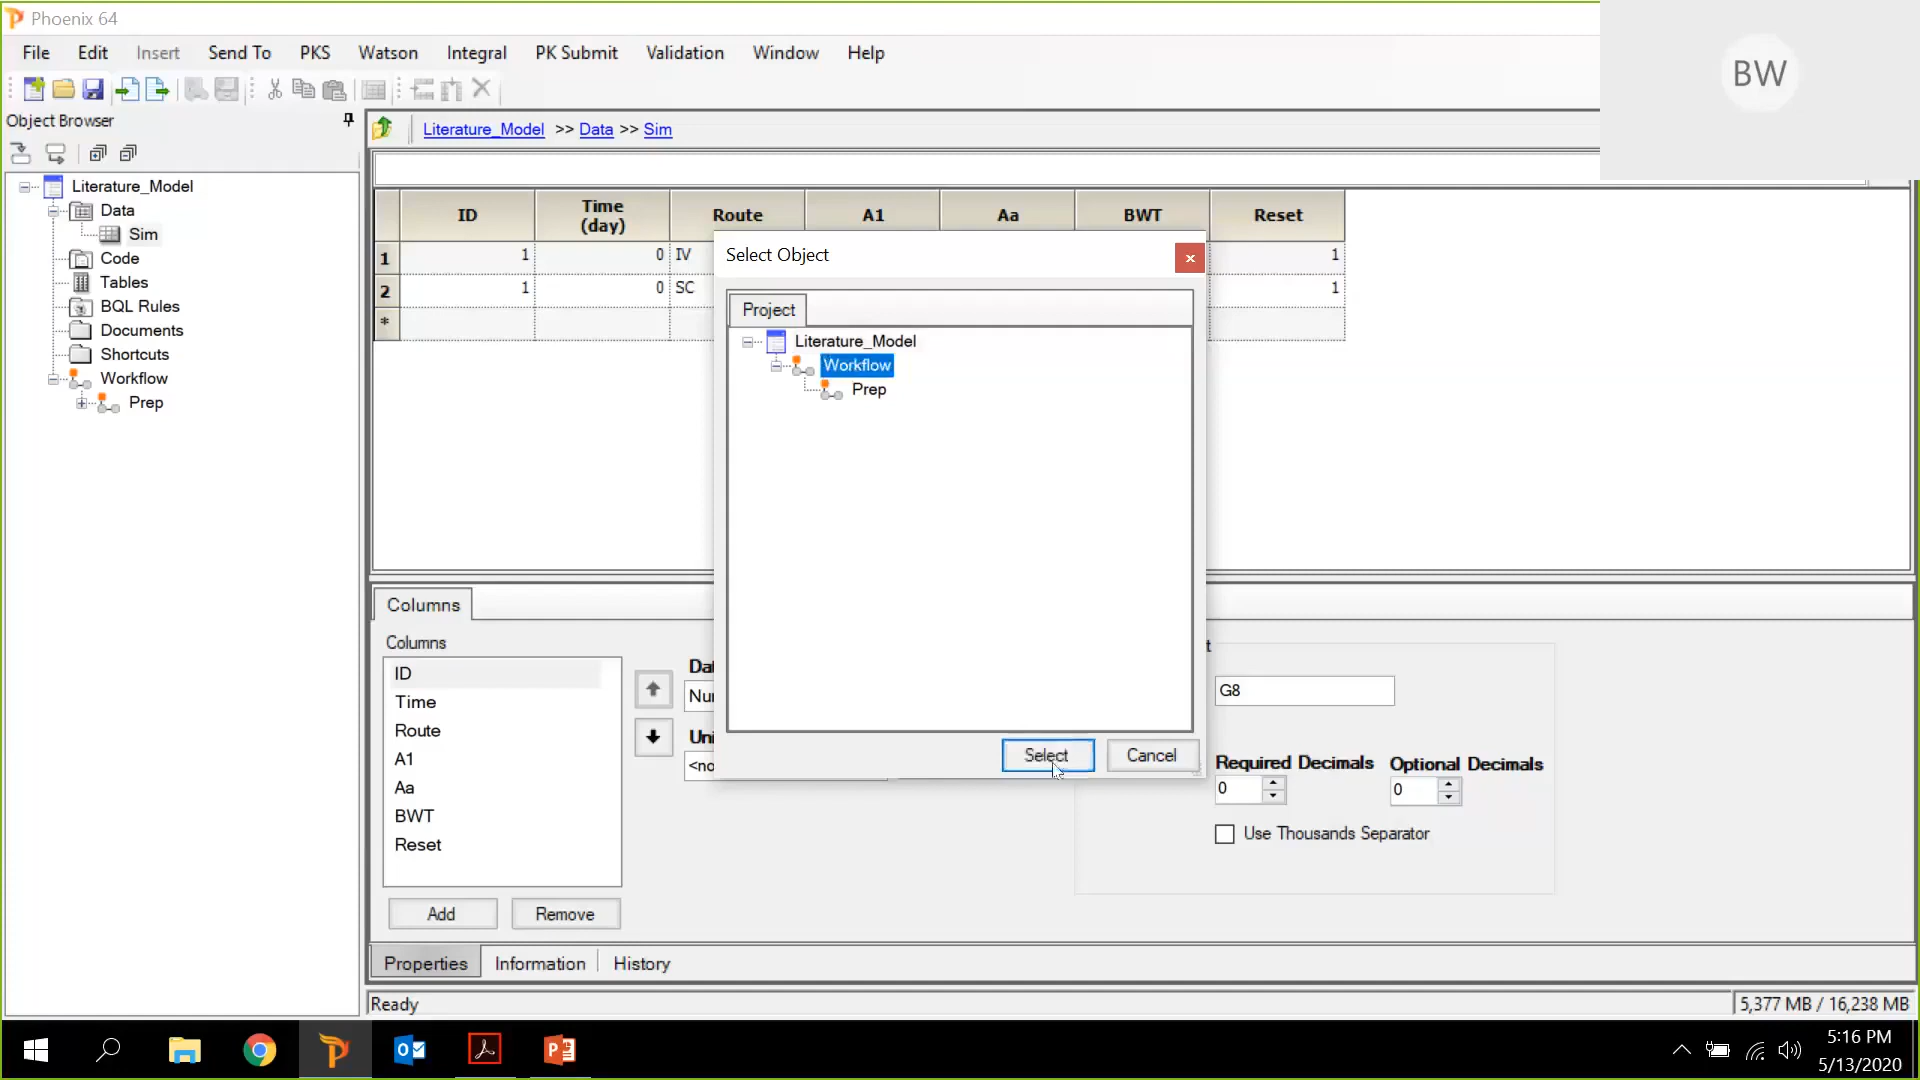 Phoenix 64
BW
File Edit Insert Send To PKS Watson Integral PK Submit Validation Window Help
Object Browser
Literature_Model >> Data >> Sim
Literature_Model
Data
Sim
Code
Tables
BQL Rules
Documents
Shortcuts
Workflow
Prep
ID Time (day) Route A1 Aa BWT Reset
1 1 0 IV 1
2 1 0 SC 1
*
Select Object
x
Project
Literature_Model
Workflow
Prep
Select Cancel
Columns
Columns
ID
Time
Route
A1
Aa
BWT
Reset
Add Remove
Da
Nu
Uni
<no
t
G8
Required Decimals Optional Decimals
0 0
Use Thousands Separator
Properties Information History
Ready
5,377 MB / 16,238 MB
5:16 PM
5/13/2020